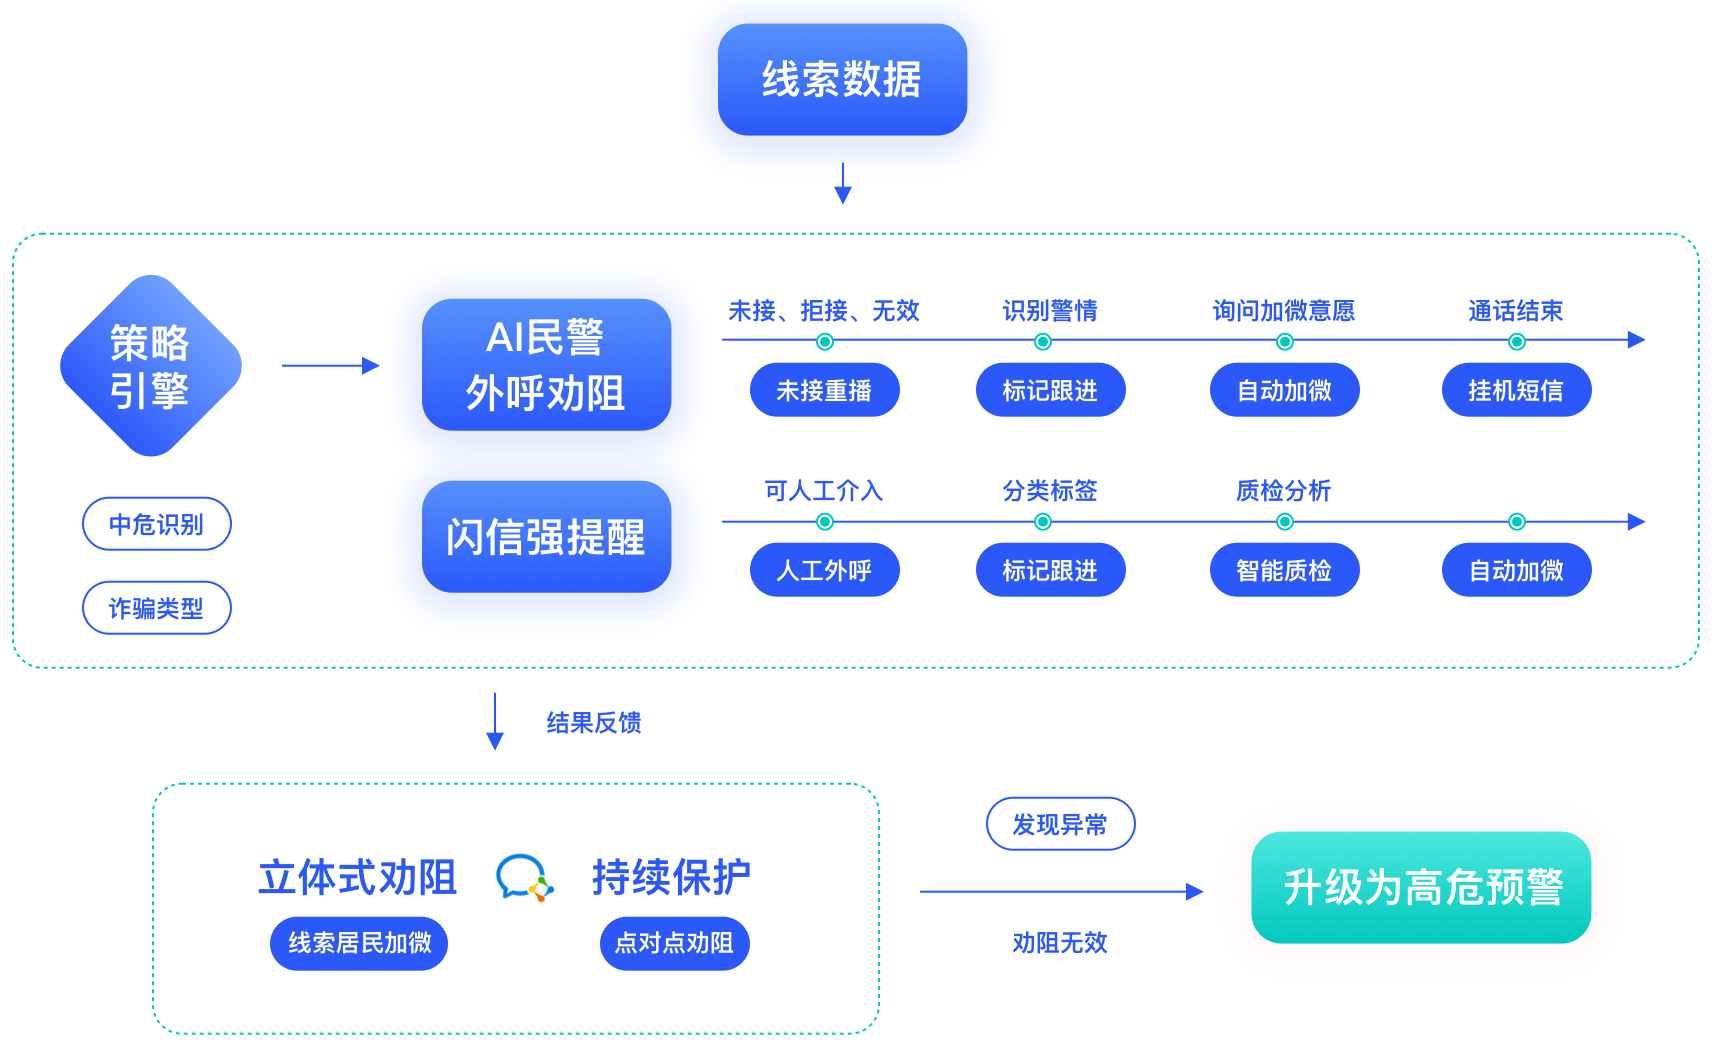 线索数据
策略
引擎
中危识别
诈骗类型
AI民警
外呼劝阻
未接、拒接、无效
识别警情
询问加微意愿
通话结束
未接重播
标记跟进
自动加微
挂机短信
闪信强提醒
可人工介入
分类标签
质检分析
人工外呼
标记跟进
智能质检
自动加微
结果反馈
立体式劝阻
持续保护
线索居民加微
点对点劝阻
发现异常
劝阻无效
升级为高危预警